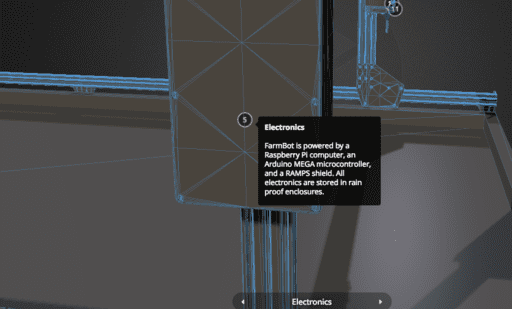 11
5
Electronics
FarmBot is powered by a
Raspberry Pi computer, an
Arduino MEGA microcontroller,
and a RAMPS shield. All
electronics are stored in rain
proof enclosures.
Electronics